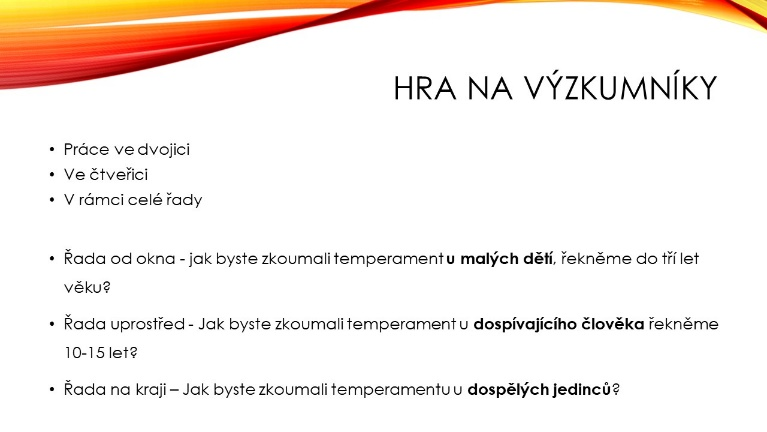 HRA NA VÝZKUMNÍKY
• Práce ve dvojici
• Ve čtveřici
• V rámci celé řady
• Řada od okna - jak byste zkoumali temperament u malých dětí, řekněme do tří let
věku?
• Řada uprostřed - Jak byste zkoumali temperament u dospívajícího člověka řekněme
10-15 let?
• Řada na kraji – Jak byste zkoumali temperamentu u dospělých jedinců?